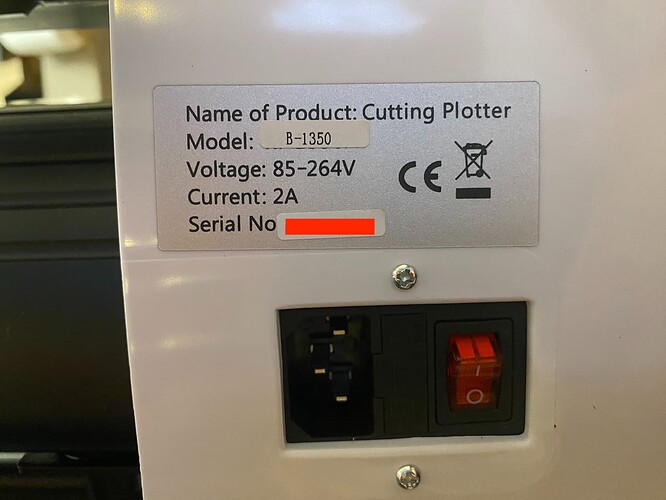 Name of Product: Cutting Plotter
Model: B-1350
Voltage: 85-264V
Current: 2A
Serial No
CE
I
O